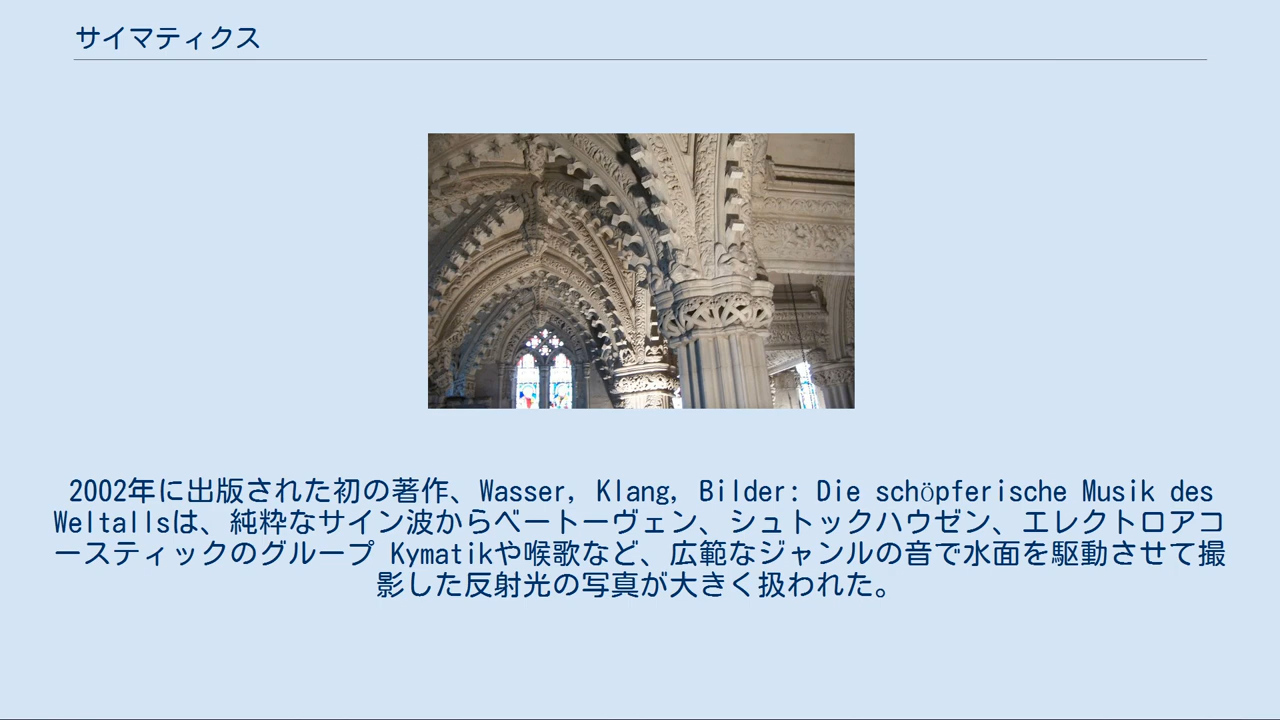 サイマティクス
2002年に出版された初の著作、Wasser, Klang, Bilder: Die schöpferische Musik des
Weltallsは、純粋なサイン波からベートーヴェン、シュトックハウゼン、エレクトロアコ
ースティックのグループ Kymatikや喉歌など、広範なジャンルの音で水面を駆動させて撮
影した反射光の写真が大きく扱われた。